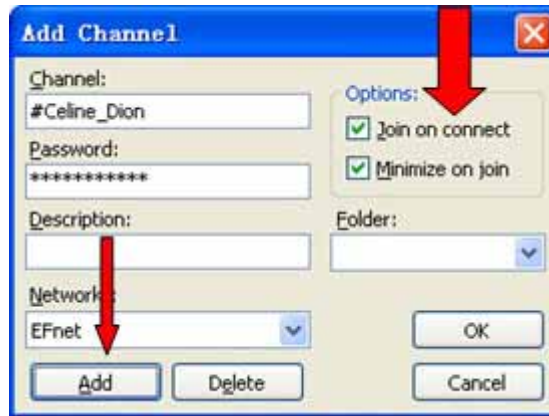 Add Channel
Channel:
#Celine_Dion
Password:
***********
Description:
Networks:
EFnet
Add
Delete
Options:
Join on connect
Minimize on join
Folder:
OK
Cancel